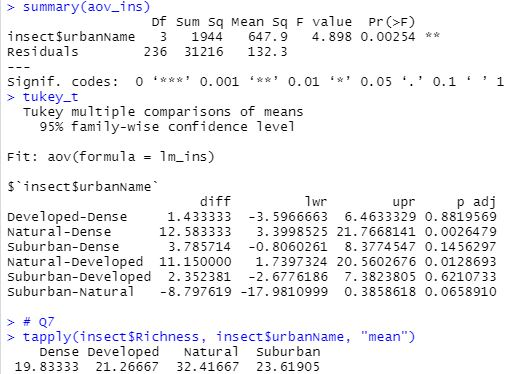 > summary(aov_ins)
                  Df Sum Sq Mean Sq F value  Pr(>F)
insect$urbanName   3   1944   647.9   4.898 0.00254 **
Residuals        236  31216   132.3
---
Signif. codes:  0 ‘***’ 0.001 ‘**’ 0.01 ‘*’ 0.05 ‘.’ 0.1 ‘ ’ 1
> tukey_t
  Tukey multiple comparisons of means
    95% family-wise confidence level

Fit: aov(formula = lm_ins)

$`insect$urbanName`
                        diff         lwr        upr     p adj
Developed-Dense     1.433333  -3.5966663  6.4633329 0.8819569
Natural-Dense      12.583333   3.3998525 21.7668141 0.0026479
Suburban-Dense      3.785714  -0.8060261  8.3774547 0.1456297
Natural-Developed  11.150000   1.7397324 20.5602676 0.0128693
Suburban-Developed  2.352381  -2.6776186  7.3823805 0.6210733
Suburban-Natural   -8.797619 -17.9810999  0.3858618 0.0658910

> # Q7
> tapply(insect$Richness, insect$urbanName, "mean")
    Dense Developed   Natural  Suburban
 19.83333  21.26667  32.41667  23.61905